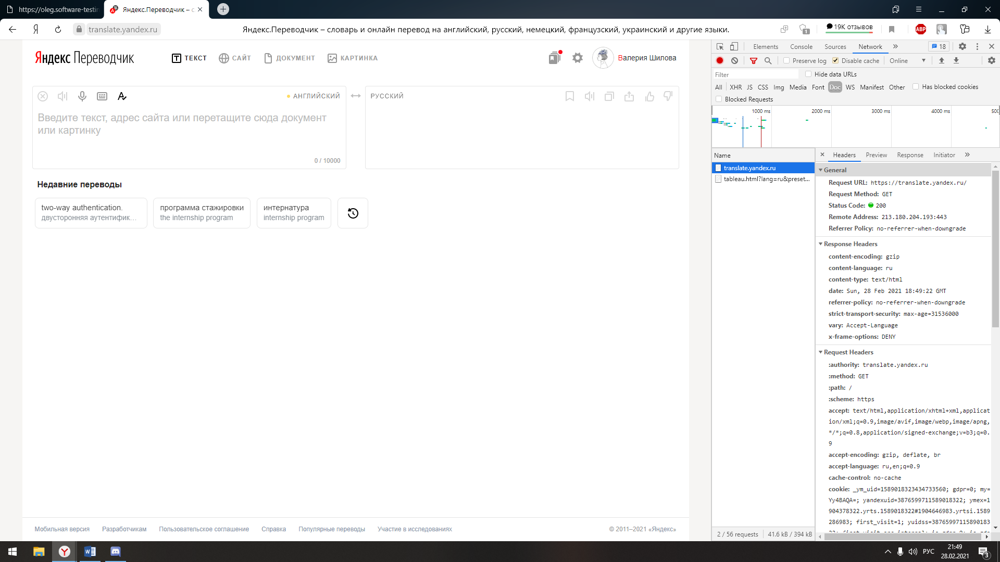 https://oleg.software-testin
Яндекс.Переводчик – с
translate.yandex.ru
Яндекс.Переводчик – словарь и онлайн перевод на английский, русский, немецкий, французский, украинский и другие языки.
1
19K отзывов
ABP
Яндекс Переводчик
ТЕКСТ
САЙТ
ДОКУМЕНТ
КАРТИНКА
Валерия Шилова
АНГЛИЙСКИЙ
РУССКИЙ
Введите текст, адрес сайта или перетащите сюда документ
или картинку
0 / 10000
Недавние переводы
two-way authentication.
двусторонняя аутентифик...
программа стажировки
the internship program
интернатура
internship program
Мобильная версия
Разработчикам
Пользовательское соглашение
Справка
Популярные переводы
Участие в исследованиях
© 2011–2021 «Яндекс»
Elements
Console
Sources
Network
18
Preserve log
Disable cache
Online
Filter
Hide data URLs
All
XHR
JS
CSS
Img
Media
Font
Doc
WS
Manifest
Other
Has blocked cookies
Blocked Requests
1000 ms
2000 ms
3000 ms
4000 ms
500
Name
translate.yandex.ru
tableau.html?lang=ru&preset...
2 / 56 requests
41.6 kB / 394 kB
Headers
Preview
Response
Initiator
General
Request URL: https://translate.yandex.ru/
Request Method: GET
Status Code: 200
Remote Address: 213.180.204.193:443
Referrer Policy: no-referrer-when-downgrade
Response Headers
content-encoding: gzip
content-language: ru
content-type: text/html
date: Sun, 28 Feb 2021 18:49:22 GMT
referrer-policy: no-referrer-when-downgrade
strict-transport-security: max-age=31536000
vary: Accept-Language
x-frame-options: DENY
Request Headers
:authority: translate.yandex.ru
:method: GET
:path: /
:scheme: https
accept: text/html,application/xhtml+xml,applicat
ion/xml;q=0.9,image/avif,image/webp,image/apng,
*/*;q=0.8,application/signed-exchange;v=b3;q=0.
9
accept-encoding: gzip, deflate, br
accept-language: ru,en;q=0.9
cache-control: no-cache
cookie: _ym_uid=1589018323434733560; gdpr=0; my=
Yy4BAQA=; yandexuid=3876599711589018322; ymex=1
904378322.yrts.1589018322#1904646983.yrtsi.1589
286983; first_visit=1; yuidss=38765997115890183
РУС
21:49
28.02.2021
3